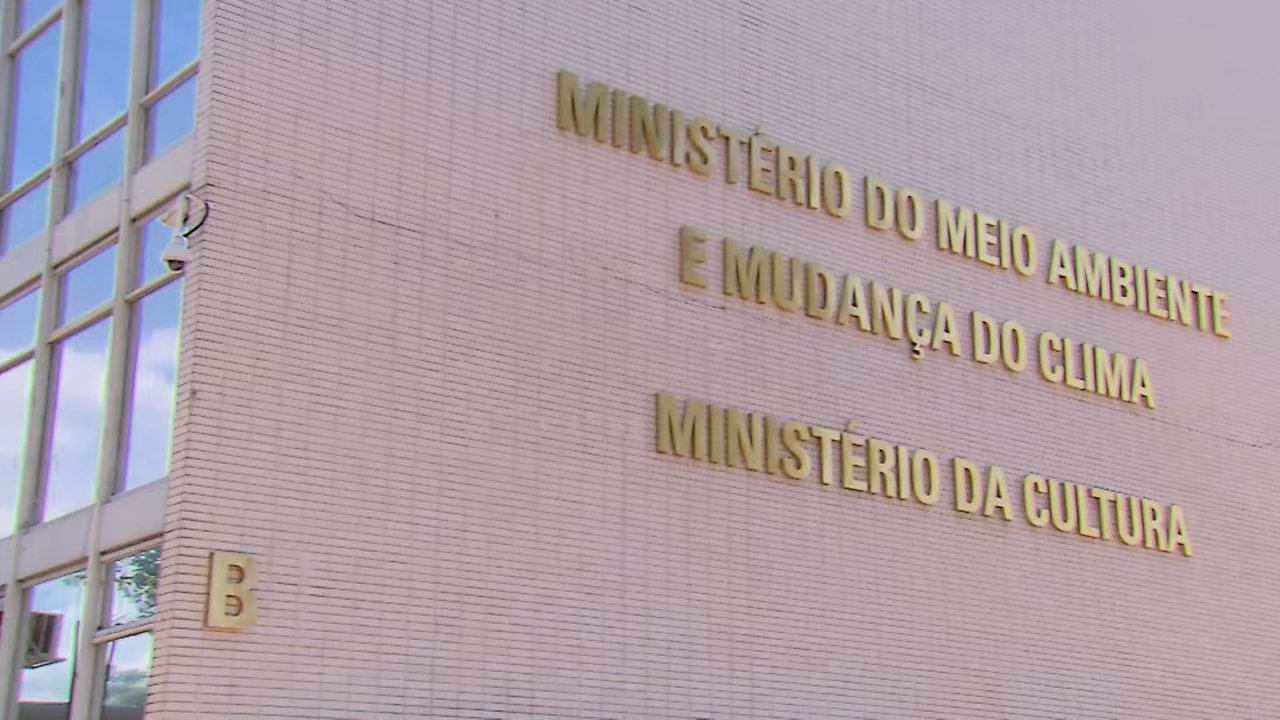 MINISTÉRIO DO MEIO AMBIENTE
E MUDANÇA DO CLIMA
MINISTÉRIO DA CULTURA
B